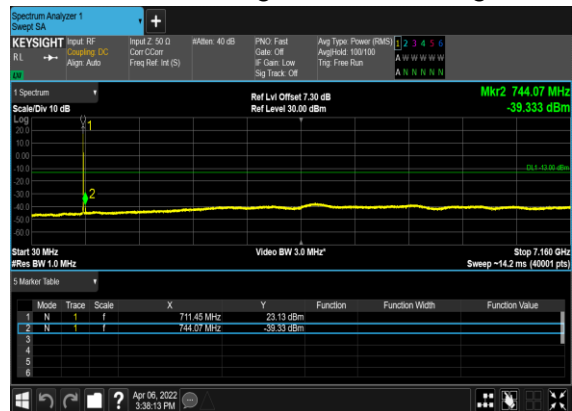 Spectrum Analyzer 1
Swept SA
+
KEYSIGHT
RL
Input: RF
Coupling: DC
Align: Auto
Input Z: 50 Ω
Corr CCorr
Freq Ref: Int (S)
#Atten: 40 dB
PNO: Fast
Gate: Off
IF Gain: Low
Sig Track: Off
Avg Type: Power (RMS)
Avg|Hold: 100/100
Trig: Free Run
1 2 3 4 5 6
A W W W W W
A N N N N N
LW
1 Spectrum
Scale/Div 10 dB
Ref Lvl Offset 7.30 dB
Ref Level 30.00 dBm
Mkr2 744.07 MHz
-39.333 dBm
Log
20.0
10.0
0.00
-10.0
-20.0
-30.0
-40.0
-50.0
-60.0
1
2
DL1 -13.00 dBm
Start 30 MHz
#Res BW 1.0 MHz
Video BW 3.0 MHz*
Stop 7.160 GHz
Sweep ~14.2 ms (40001 pts)
5 Marker Table
Mode Trace Scale X Y Function Function Width Function Value
1 N 1 f 711.45 MHz 23.13 dBm
2 N 1 f 744.07 MHz -39.33 dBm
3
4
5
6
?
Apr 06, 2022
3:38:13 PM